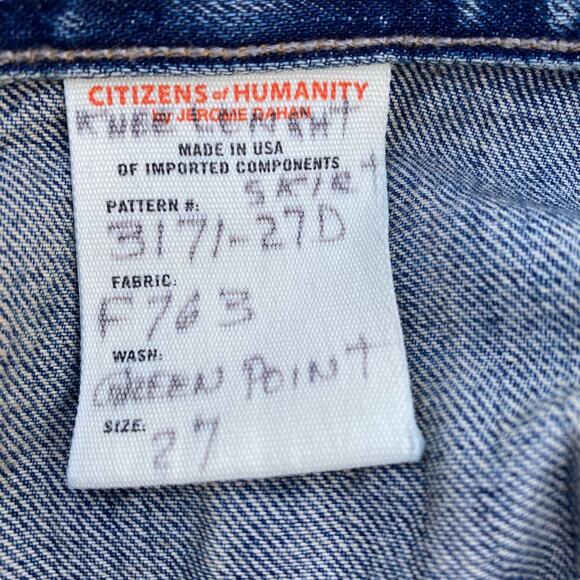 CITIZENS of HUMANITY
BY JEROME DAHAN
KNEE LENGHT
MADE IN USA
OF IMPORTED COMPONENTS
SKIRT
PATTERN #:
3171-27D
FABRIC:
F763
WASH:
GREEN POINT
SIZE:
27